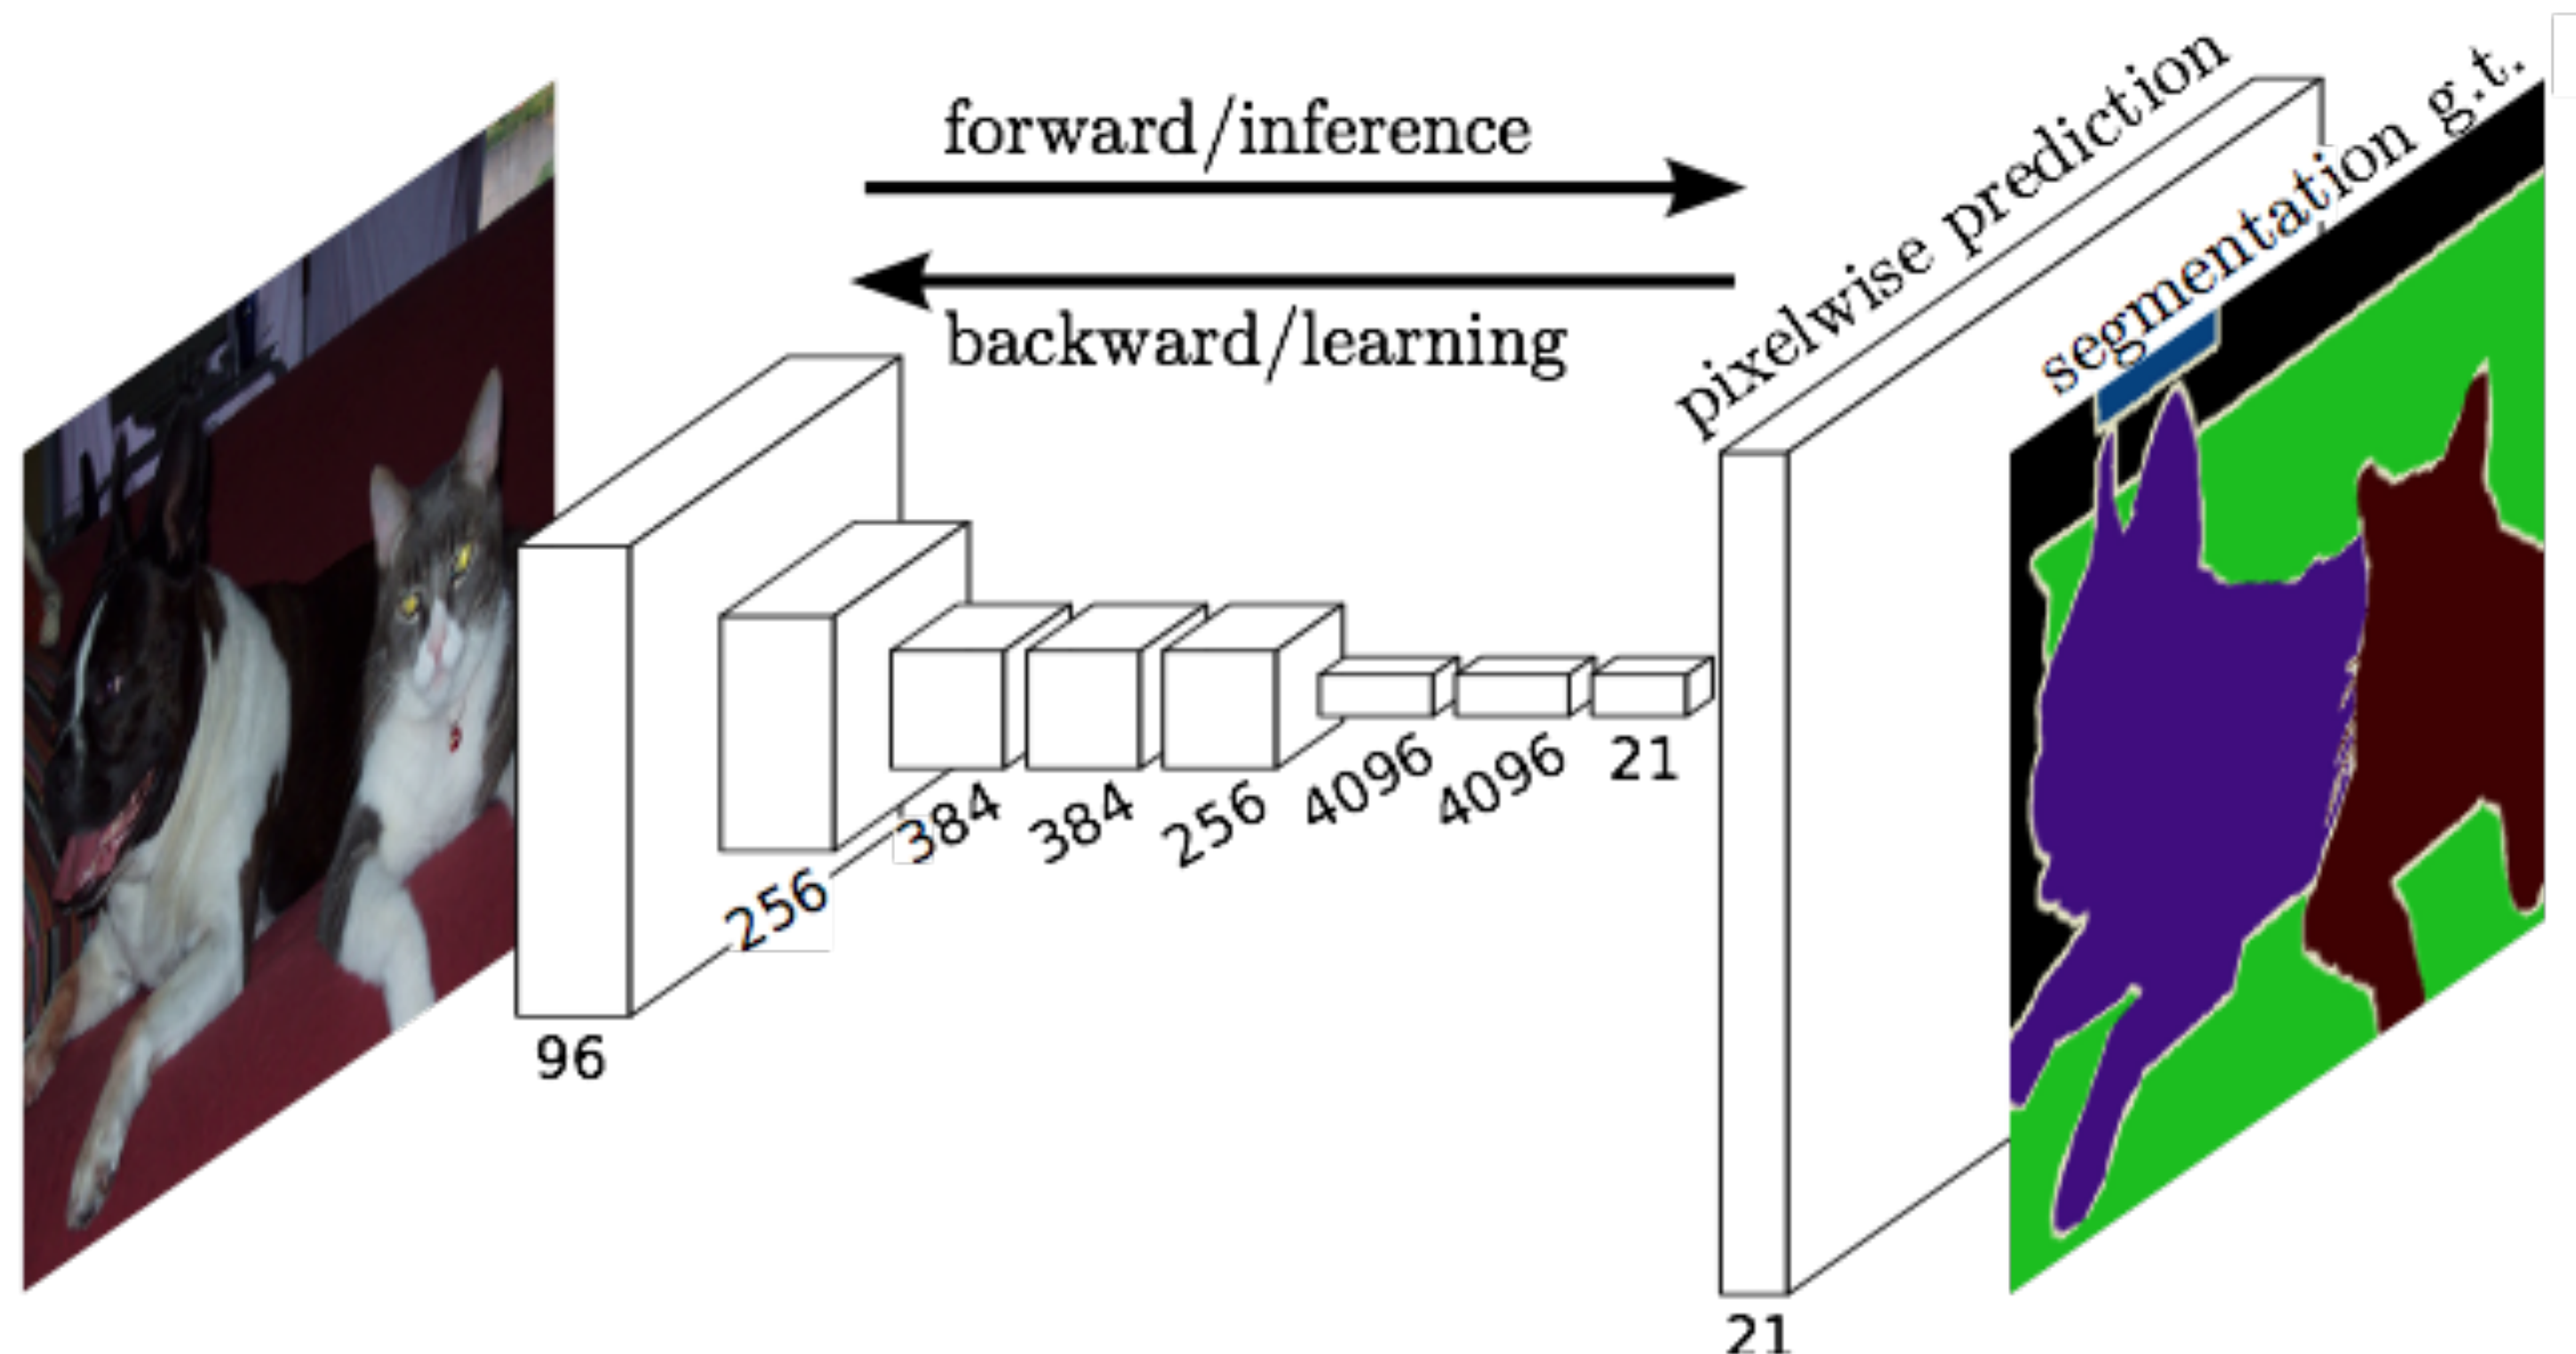 forward/inference
backward/learning
pixelwise prediction
segmentation g.t.
96
256
384
384
256
4096
4096
21
21